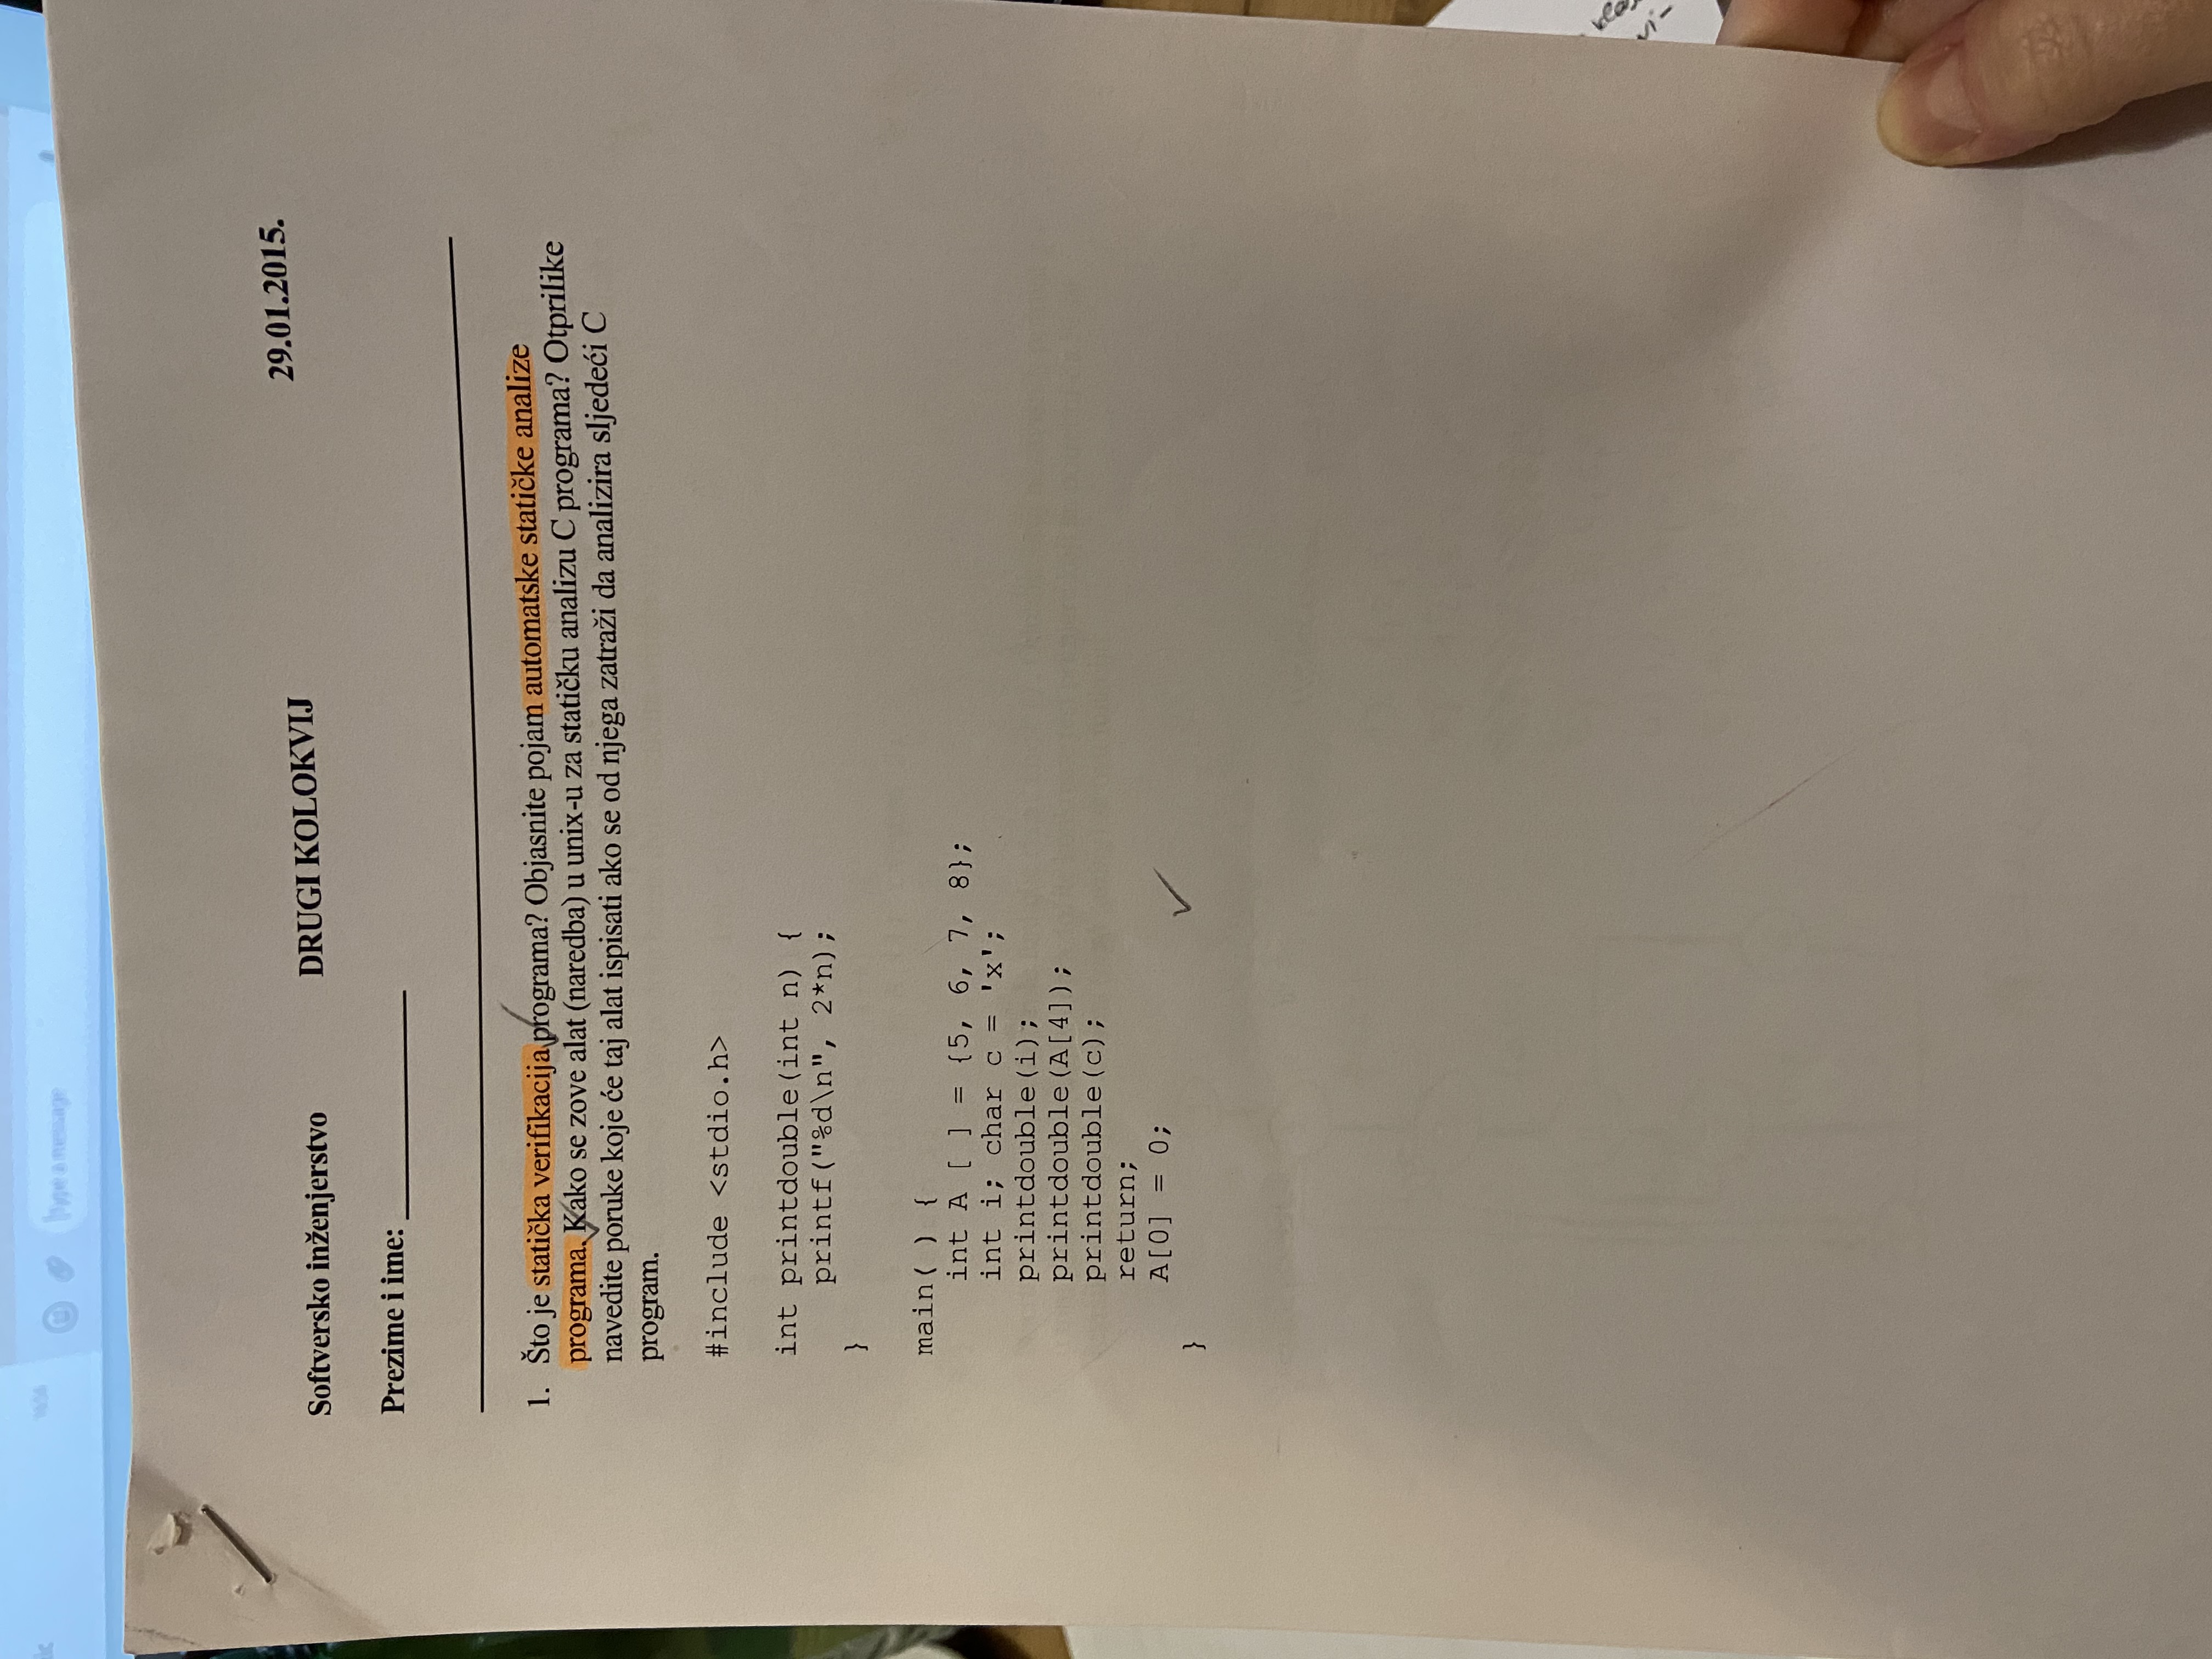 Type a message
29.01.2015.
Softversko inženjerstvo DRUGI KOLOKVIJ
Prezime i ime:
1. Što je statička verifikacija programa? Objasnite pojam automatske statičke analize
programa. Kako se zove alat (naredba) u unix-u za statičku analizu C programa? Otprilike
navedite poruke koje će taj alat ispisati ako se od njega zatraži da analizira sljedeći C
program.
#include <stdio.h>
int printdouble(int n) {
    printf("%d\n", 2*n);
}
main( ) {
    int A [ ] = {5, 6, 7, 8};
    int i; char c = 'x';
    printdouble(i);
    printdouble(A[4]);
    printdouble(c);
    return;
    A[0] = 0;
}